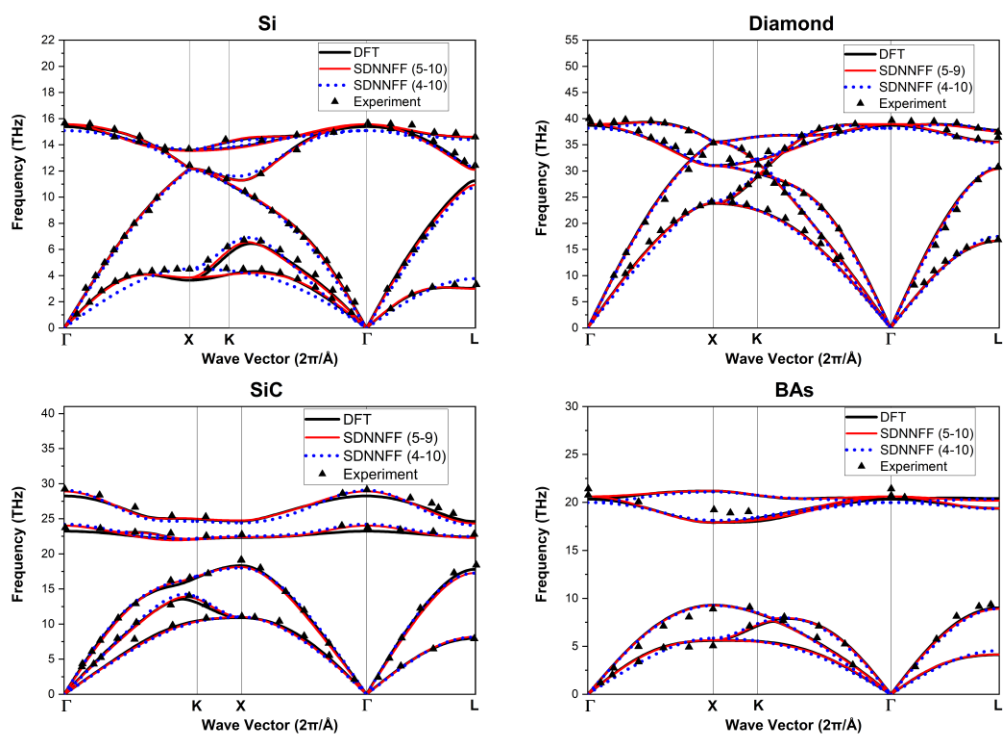 Si
22
20
18
16
14
12
10
8
6
4
2
0
Frequency (THz)
DFT
SDNNFF (5-10)
SDNNFF (4-10)
Experiment
Γ X K Γ L
Wave Vector (2π/Å)
Diamond
55
50
45
40
35
30
25
20
15
10
5
0
Frequency (THz)
DFT
SDNNFF (5-9)
SDNNFF (4-10)
Experiment
Γ X K Γ L
Wave Vector (2π/Å)
SiC
40
35
30
25
20
15
10
5
0
Frequency (THz)
DFT
SDNNFF (5-9)
SDNNFF (4-10)
Experiment
Γ K X Γ L
Wave Vector (2π/Å)
BAs
30
25
20
15
10
5
0
Frequency (THz)
DFT
SDNNFF (5-10)
SDNNFF (4-10)
Experiment
Γ X K Γ L
Wave Vector (2π/Å)